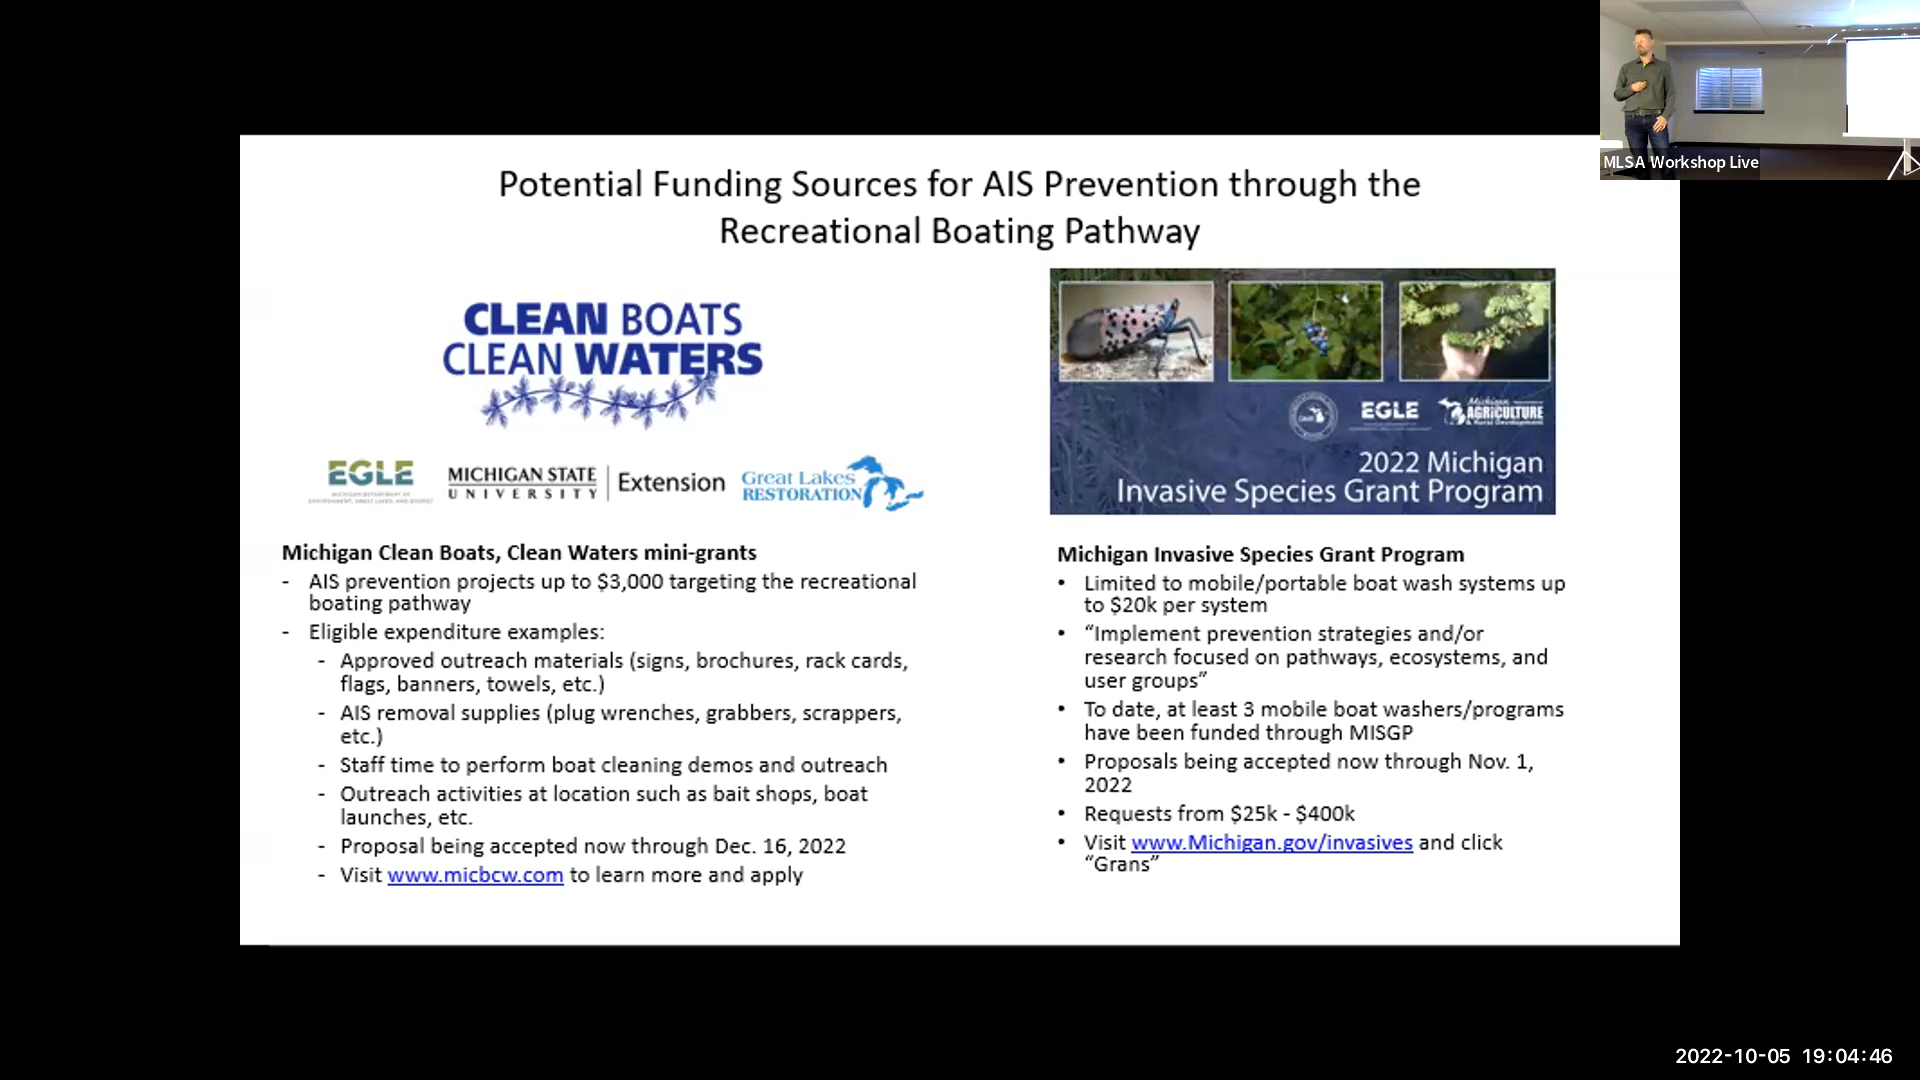 MLSA Workshop Live
Potential Funding Sources for AIS Prevention through the
Recreational Boating Pathway
CLEAN BOATS
CLEAN WATERS
EGLE
MICHIGAN STATE
UNIVERSITY
Extension
Great Lakes
RESTORATION
EGLE
Michigan
AGRICULTURE
Rural Development
2022 Michigan
Invasive Species Grant Program
Michigan Clean Boats, Clean Waters mini-grants
- AIS prevention projects up to $3,000 targeting the recreational
boating pathway
- Eligible expenditure examples:
- Approved outreach materials (signs, brochures, rack cards,
flags, banners, towels, etc.)
- AIS removal supplies (plug wrenches, grabbers, scrappers,
etc.)
- Staff time to perform boat cleaning demos and outreach
- Outreach activities at location such as bait shops, boat
launches, etc.
- Proposal being accepted now through Dec. 16, 2022
- Visit www.micbcw.com to learn more and apply
Michigan Invasive Species Grant Program
• Limited to mobile/portable boat wash systems up
to $20k per system
• “Implement prevention strategies and/or
research focused on pathways, ecosystems, and
user groups”
• To date, at least 3 mobile boat washers/programs
have been funded through MISGP
• Proposals being accepted now through Nov. 1,
2022
• Requests from $25k - $400k
• Visit www.Michigan.gov/invasives and click
“Grans”
2022-10-05 19:04:46